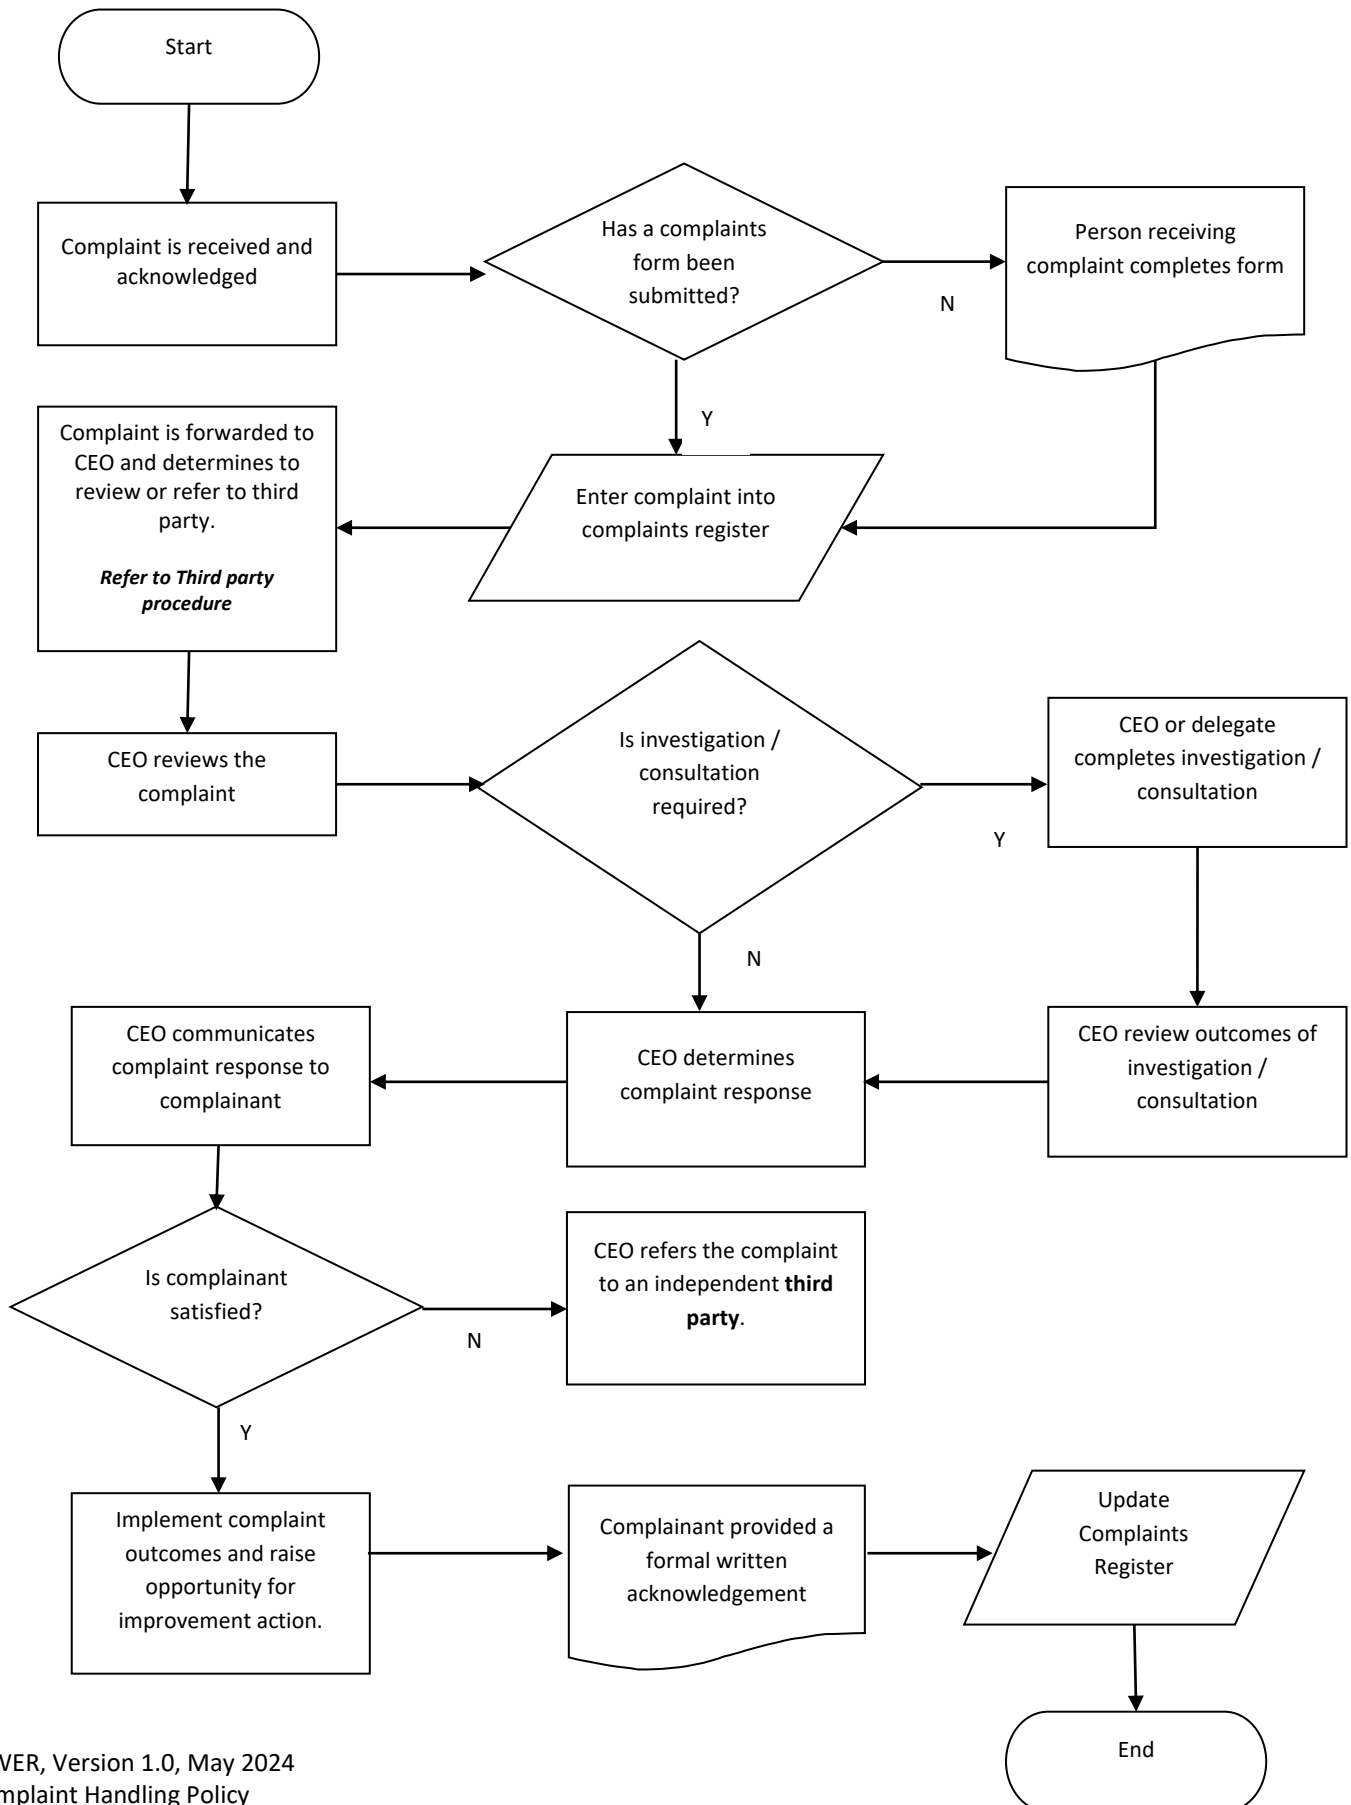 Start
Complaint is received and
acknowledged
Has a complaints
form been
submitted?
N
Person receiving
complaint completes form
Y
Complaint is forwarded to
CEO and determines to
review or refer to third
party.
Refer to Third party
procedure
Enter complaint into
complaints register
CEO reviews the
complaint
Is investigation /
consultation
required?
Y
CEO or delegate
completes investigation /
consultation
N
CEO communicates
complaint response to
complainant
CEO determines
complaint response
CEO review outcomes of
investigation /
consultation
Is complainant
satisfied?
N
CEO refers the complaint
to an independent third
party.
Y
Implement complaint
outcomes and raise
opportunity for
improvement action.
Complainant provided a
formal written
acknowledgement
Update
Complaints
Register
End
WER, Version 1.0, May 2024
mplaint Handling Policy